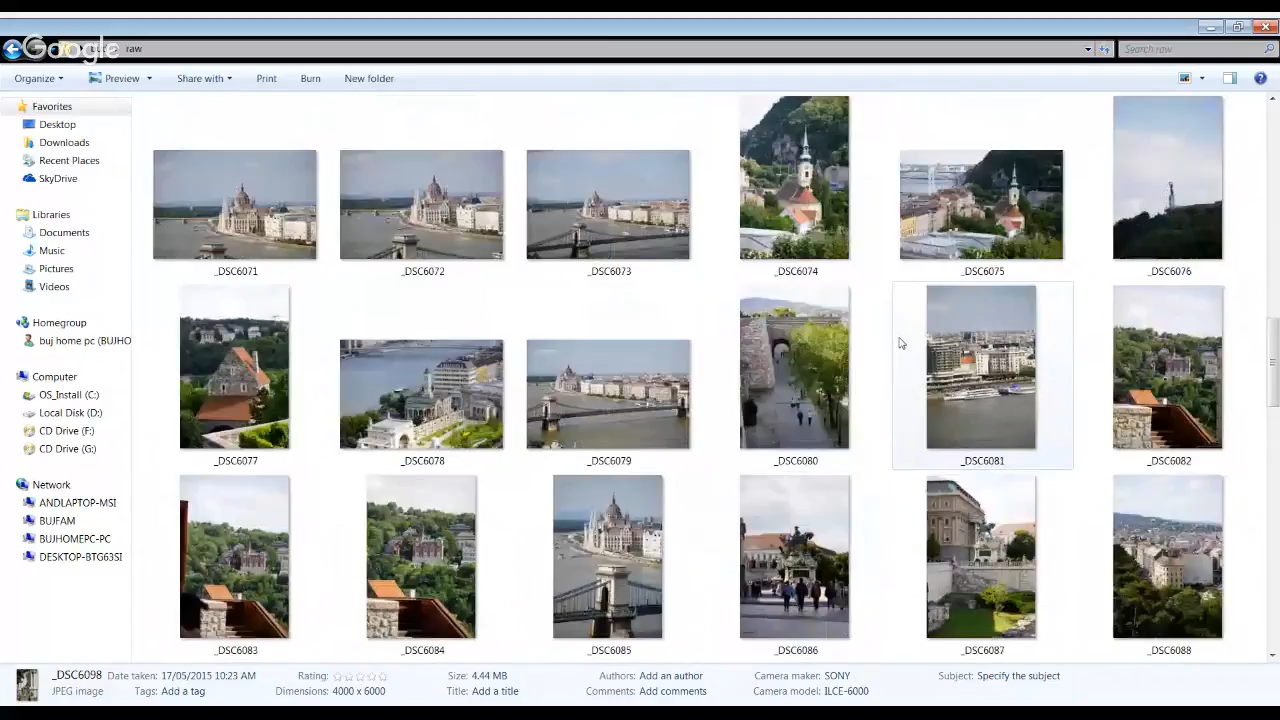 Google
raw
Search raw
Organize
Preview
Share with
Print
Burn
New folder
Favorites
Desktop
Downloads
Recent Places
SkyDrive
Libraries
Documents
Music
Pictures
Videos
Homegroup
buj home pc (BUJHO
Computer
OS_Install (C:)
Local Disk (D:)
CD Drive (F:)
CD Drive (G:)
Network
ANDLAPTOP-MSI
BUJFAM
BUJHOMEPC-PC
DESKTOP-BTG63SI
_DSC6071 _DSC6072 _DSC6073 _DSC6074 _DSC6075 _DSC6076
_DSC6077 _DSC6078 _DSC6079 _DSC6080 _DSC6081 _DSC6082
_DSC6083 _DSC6084 _DSC6085 _DSC6086 _DSC6087 _DSC6088
_DSC6098 Date taken: 17/05/2015 10:23 AM Rating: Size: 4.44 MB Authors: Add an author Camera maker: SONY Subject: Specify the subject
JPEG image Tags: Add a tag Dimensions: 4000 x 6000 Title: Add a title Comments: Add comments Camera model: ILCE-6000